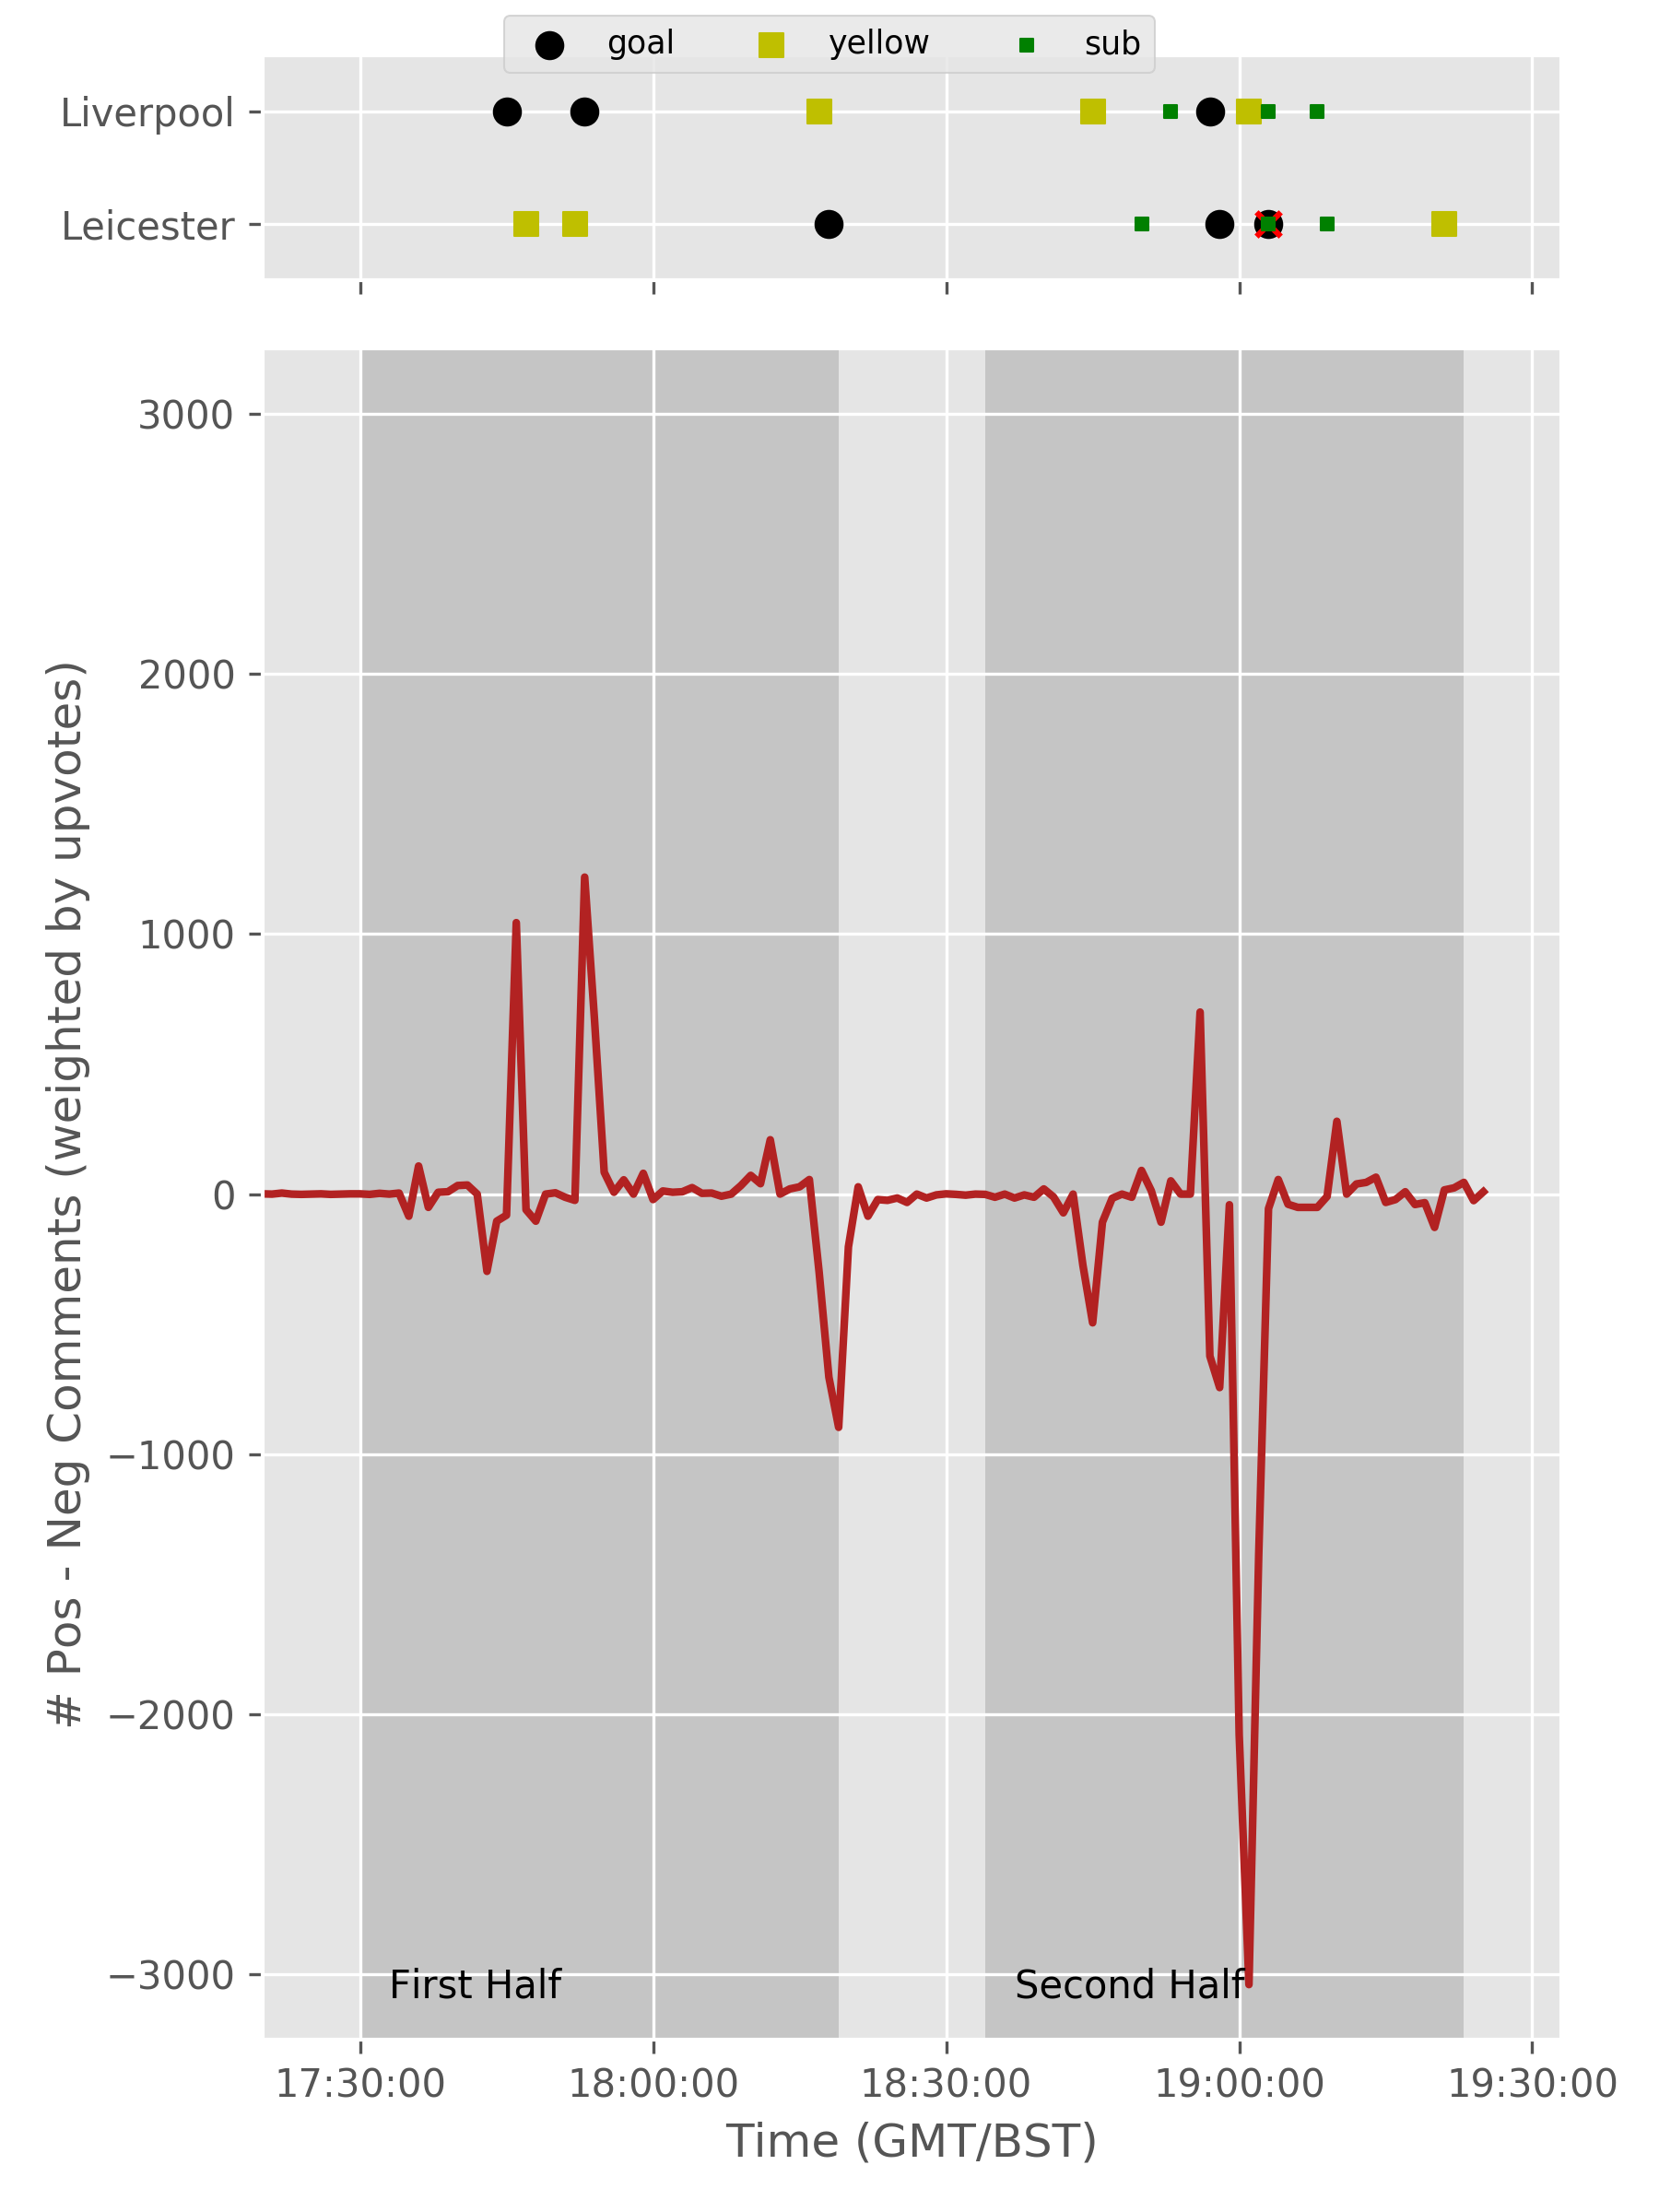 goal yellow sub
Liverpool
Leicester
3000
2000
1000
0
−1000
−2000
−3000
# Pos - Neg Comments (weighted by upvotes)
First Half
Second Half
17:30:00 18:00:00 18:30:00 19:00:00 19:30:00
Time (GMT/BST)